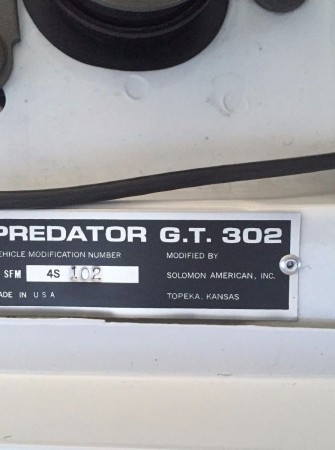 PREDATOR G.T. 302
EHICLE MODIFICATION NUMBER
MODIFIED BY
SFM 4S 102
SOLOMON AMERICAN, INC.
ADE IN U S A
TOPEKA, KANSAS